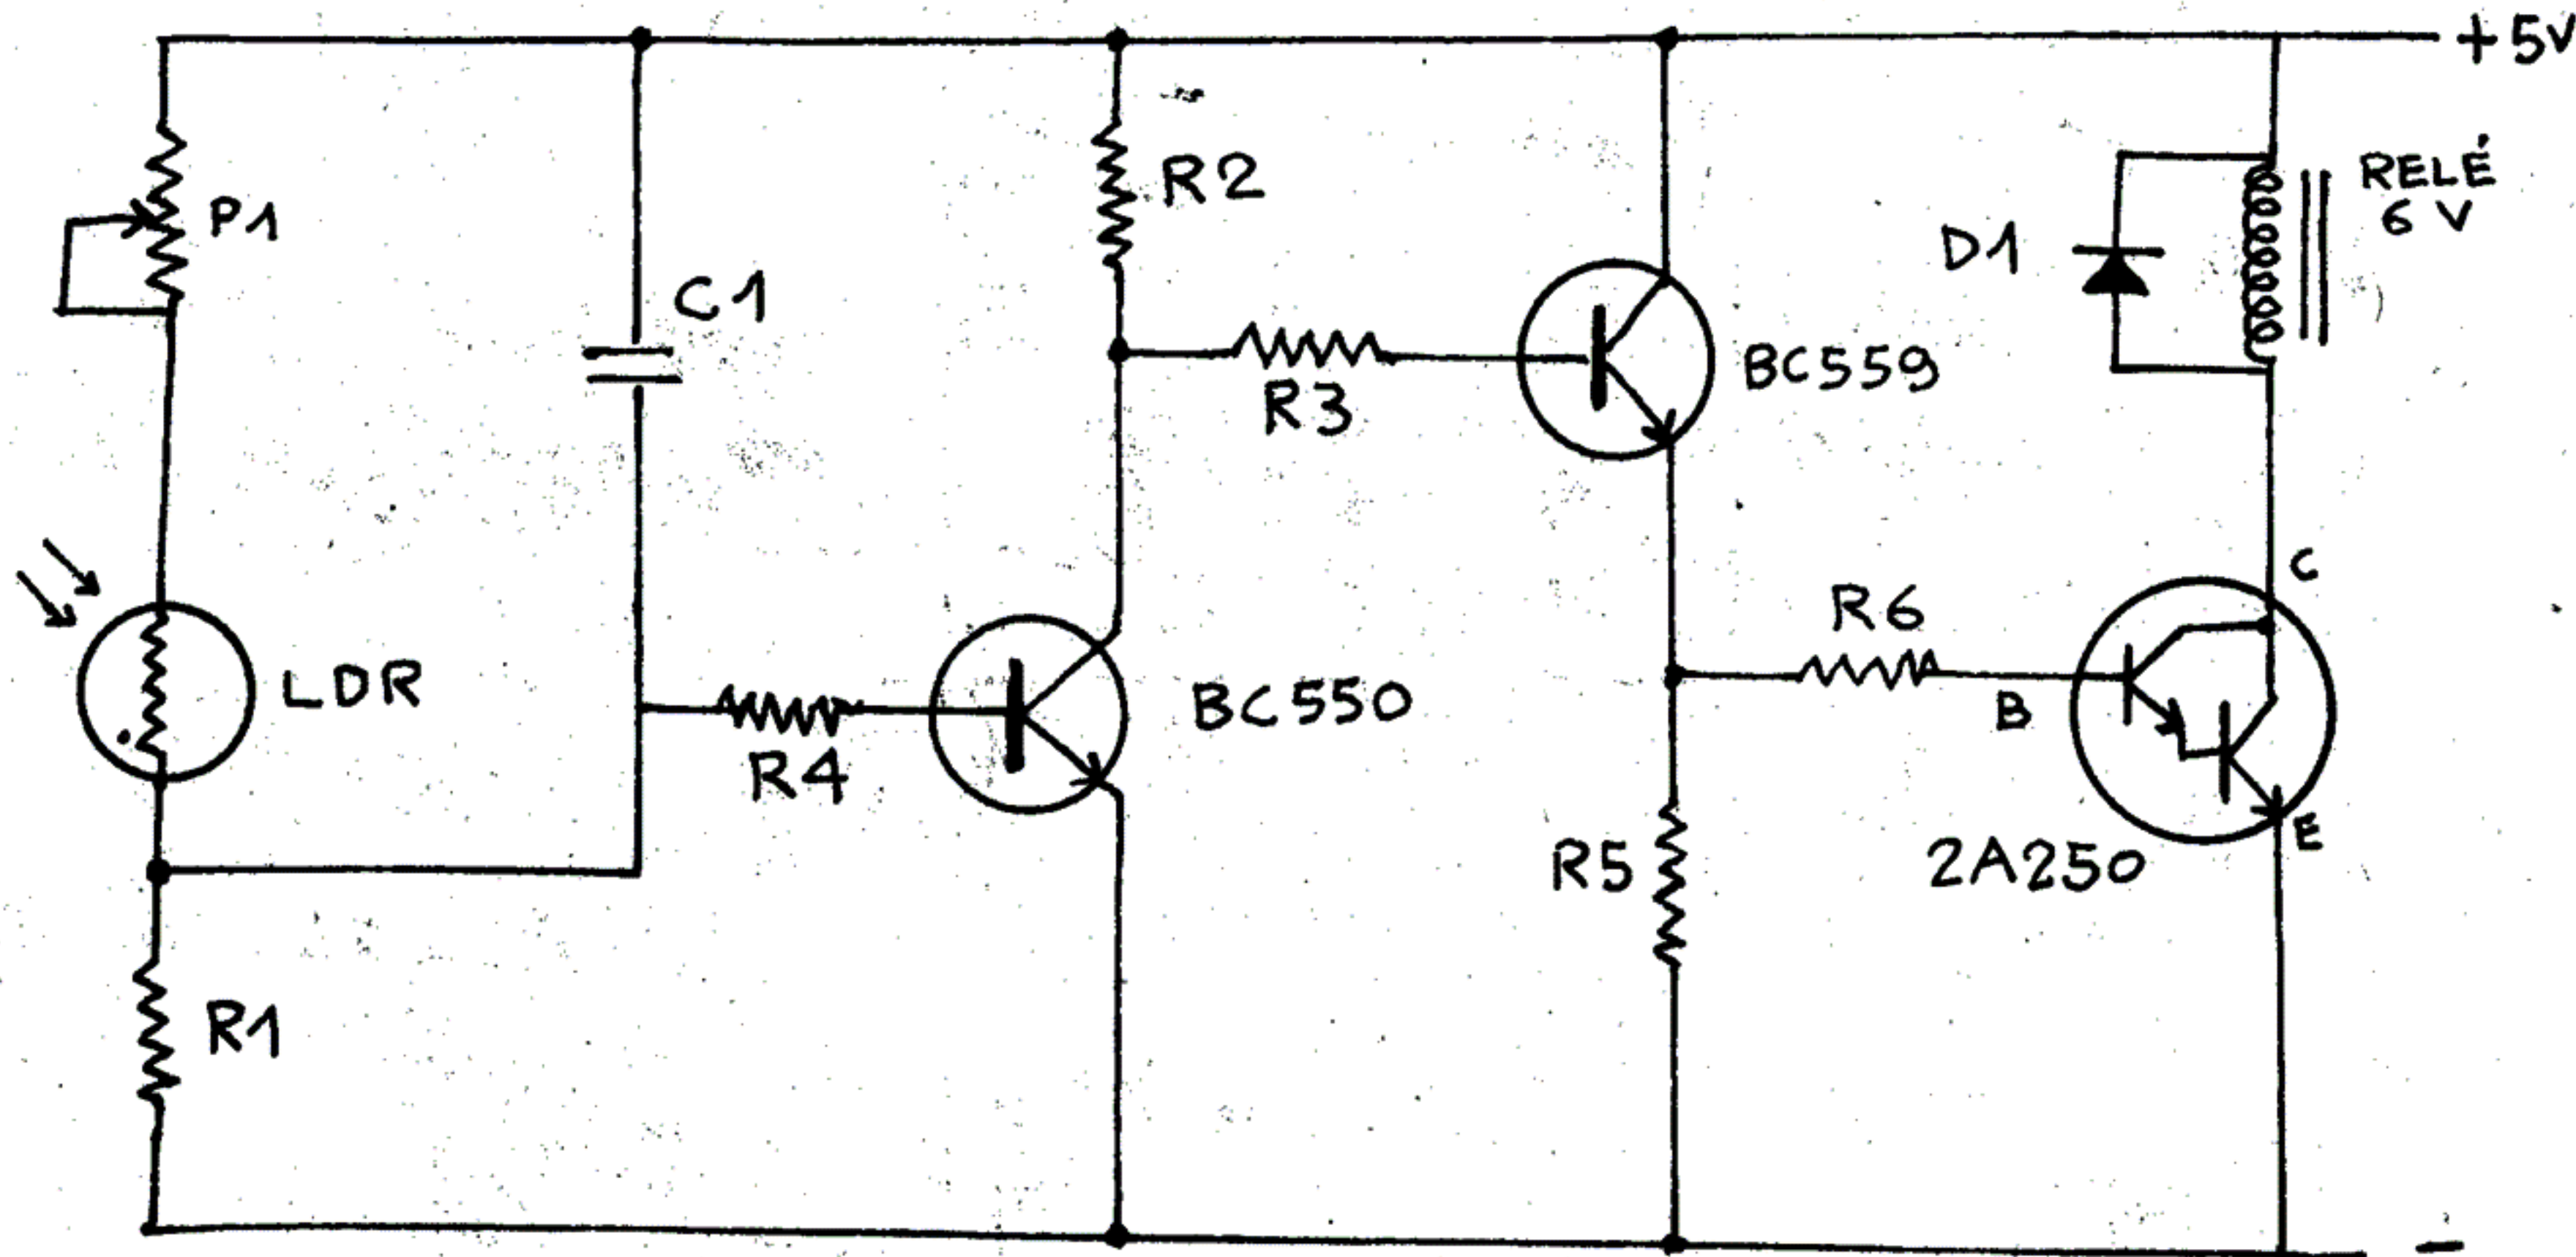 +5V
P1
C1
R2
R3
BC559
D1
RELÉ
6 V
LDR
R4
BC550
R6
C
B
E
2A250
R5
R1
-